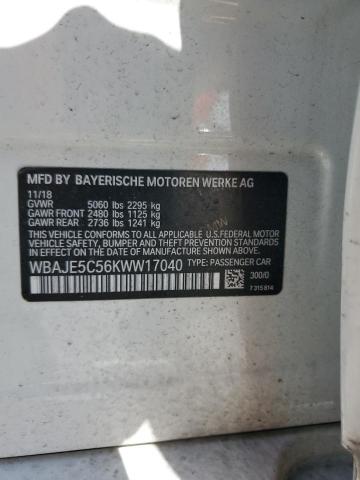 MFD BY BAYERISCHE MOTOREN WERKE AG
11/18
GVWR 5060 lbs 2295 kg
GAWR FRONT 2480 lbs 1125 kg
GAWR REAR 2736 lbs 1241 kg
THIS VEHICLE CONFORMS TO ALL APPLICABLE U.S.FEDERAL MOTOR
VEHICLE SAFETY, BUMPER, AND THEFT PREVENTION STANDARDS IN
EFFECT ON THE DATE OF MANUFACTURE SHOWN ABOVE.
WBAJE5C56KWW17040 TYPE: PASSENGER CAR
300/0
7 315 814